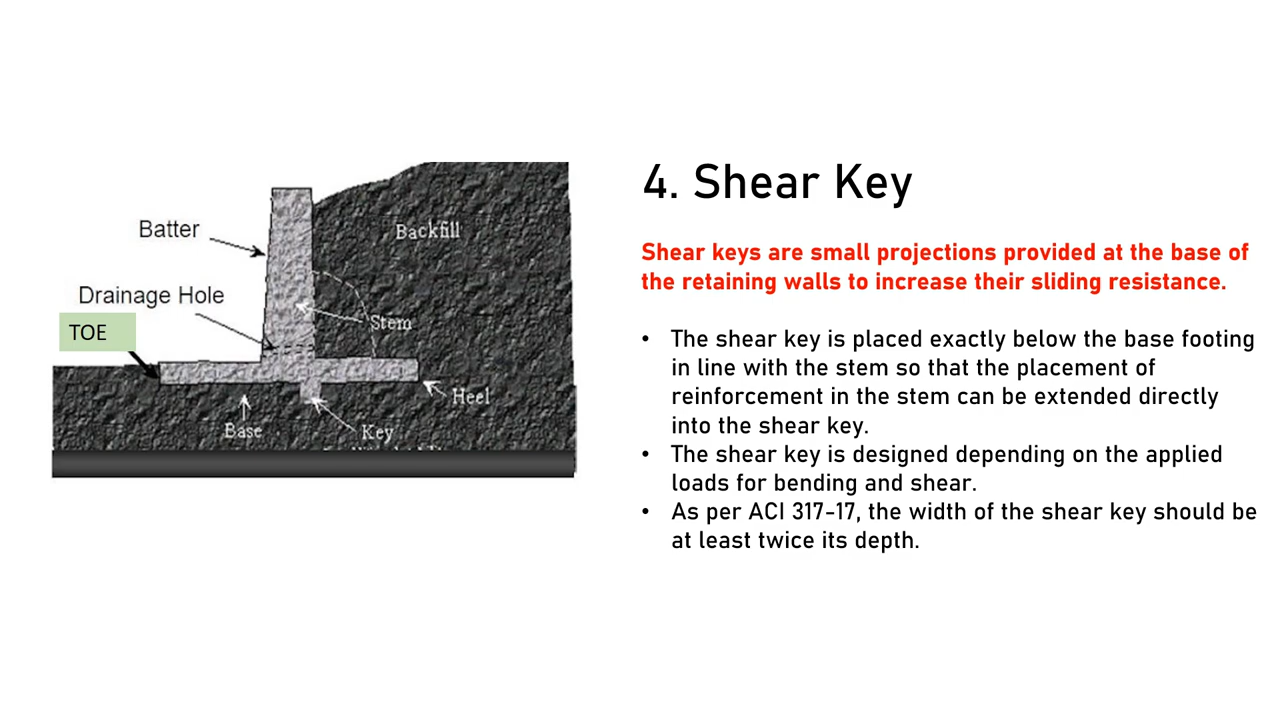 4. Shear Key
Shear keys are small projections provided at the base of
the retaining walls to increase their sliding resistance.
• The shear key is placed exactly below the base footing
in line with the stem so that the placement of
reinforcement in the stem can be extended directly
into the shear key.
• The shear key is designed depending on the applied
loads for bending and shear.
• As per ACI 317-17, the width of the shear key should be
at least twice its depth.
Batter
Backfill
Drainage Hole
Stem
TOE
Heel
Base
Key